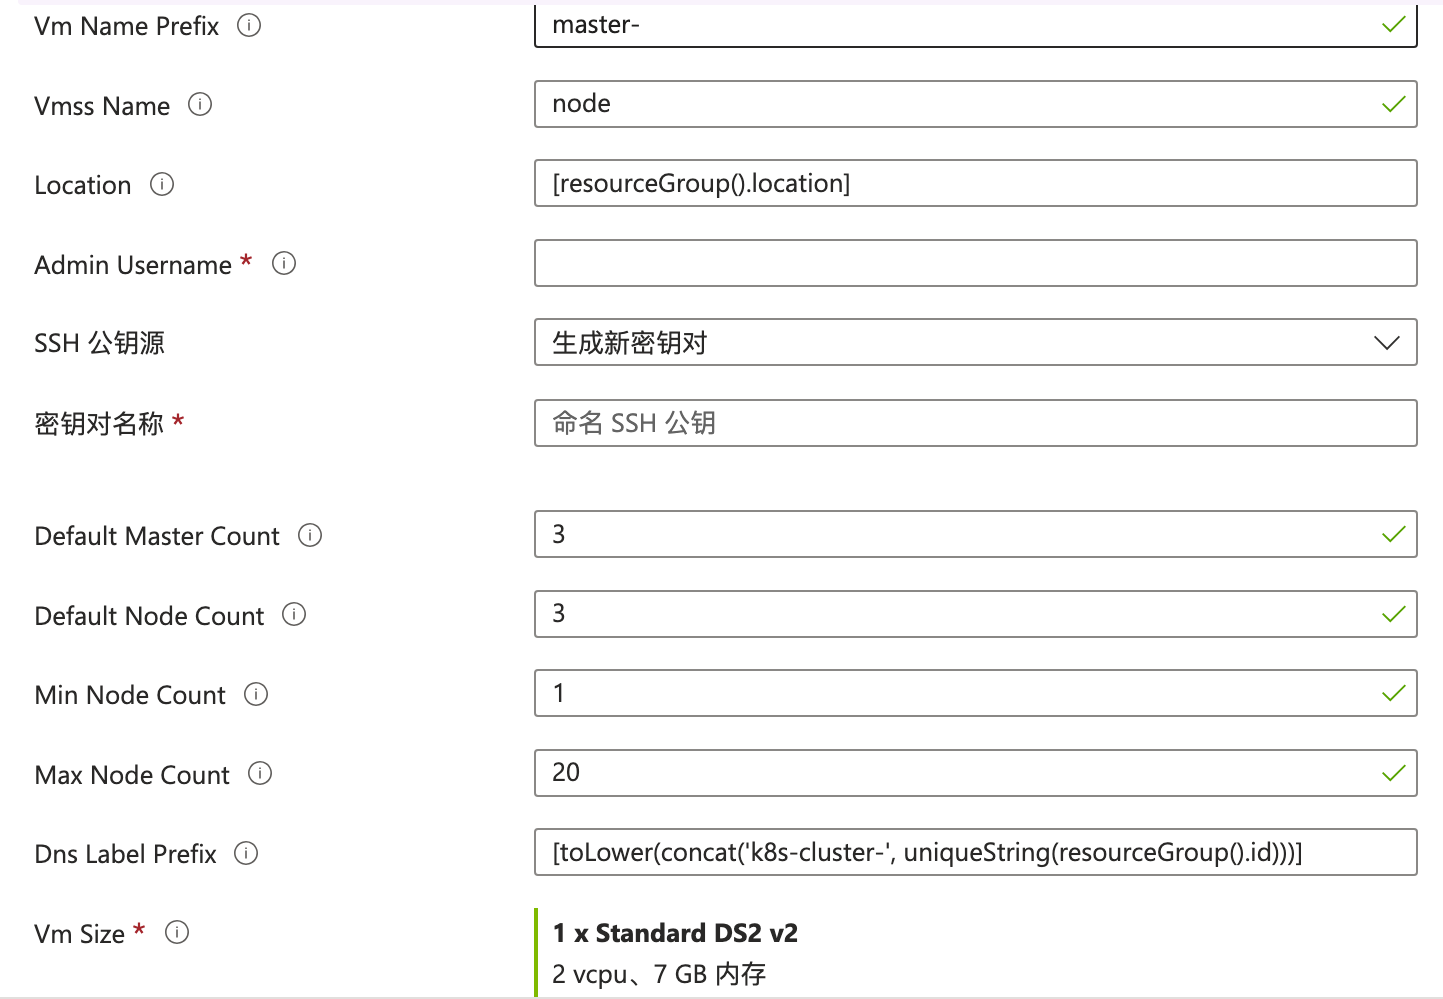 Vm Name Prefix master-
Vmss Name node
Location [resourceGroup().location]
Admin Username *
SSH 公钥源 生成新密钥对
密钥对名称 * 命名 SSH 公钥
Default Master Count 3
Default Node Count 3
Min Node Count 1
Max Node Count 20
Dns Label Prefix [toLower(concat('k8s-cluster-', uniqueString(resourceGroup().id)))]
Vm Size * 1 x Standard DS2 v2
2 vcpu、7 GB 内存